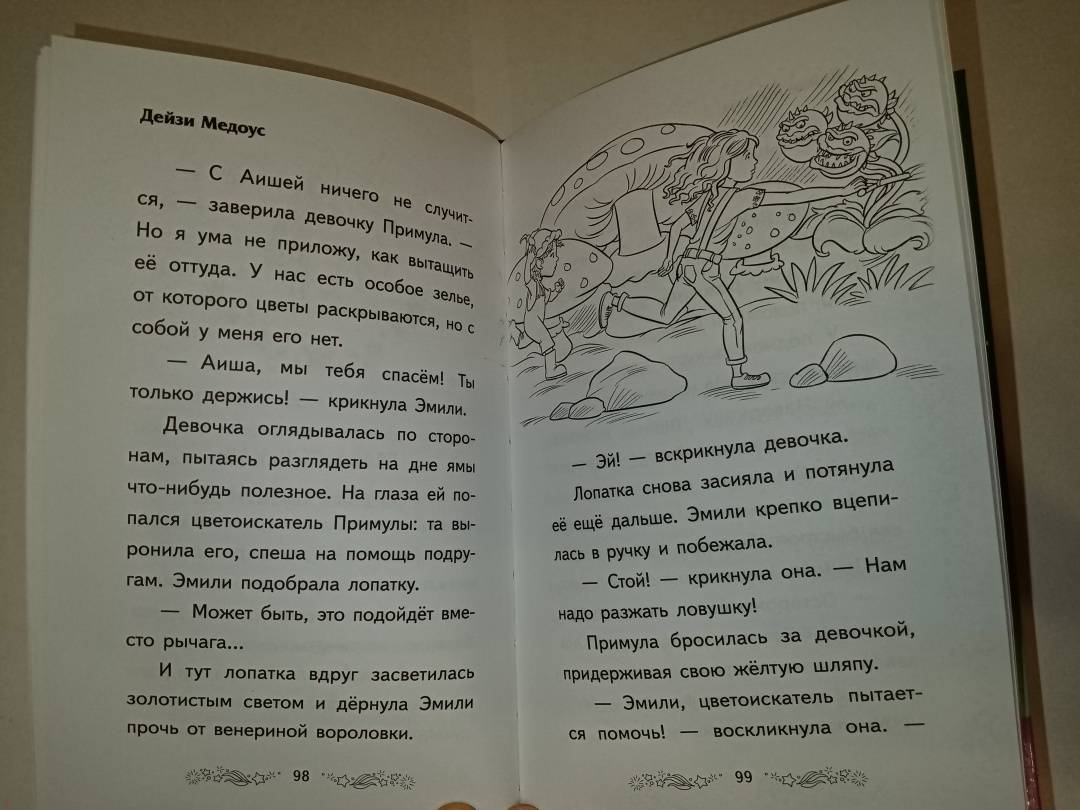 Дейзи Медоус
— С Аишей ничего не случит-
ся, — заверила девочку Примула. —
Но я ума не приложу, как вытащить
её оттуда. У нас есть особое зелье,
от которого цветы раскрываются, но с
собой у меня его нет.
— Аиша, мы тебя спасём! Ты
только держись! — крикнула Эмили.
Девочка оглядывалась по сторо-
нам, пытаясь разглядеть на дне ямы
что-нибудь полезное. На глаза ей по-
пался цветоискатель Примулы: та вы-
ронила его, спеша на помощь подру-
гам. Эмили подобрала лопатку.
— Может быть, это подойдёт вме-
сто рычага...
И тут лопатка вдруг засветилась
золотистым светом и дёрнула Эмили
прочь от венериной вороловки.
98
— Эй! — вскрикнула девочка.
Лопатка снова засияла и потянула
её ещё дальше. Эмили крепко вцепи-
лась в ручку и побежала.
— Стой! — крикнула она. — Нам
надо разжать ловушку!
Примула бросилась за девочкой,
придерживая свою жёлтую шляпу.
— Эмили, цветоискатель пытает-
ся помочь! — воскликнула она. —
99